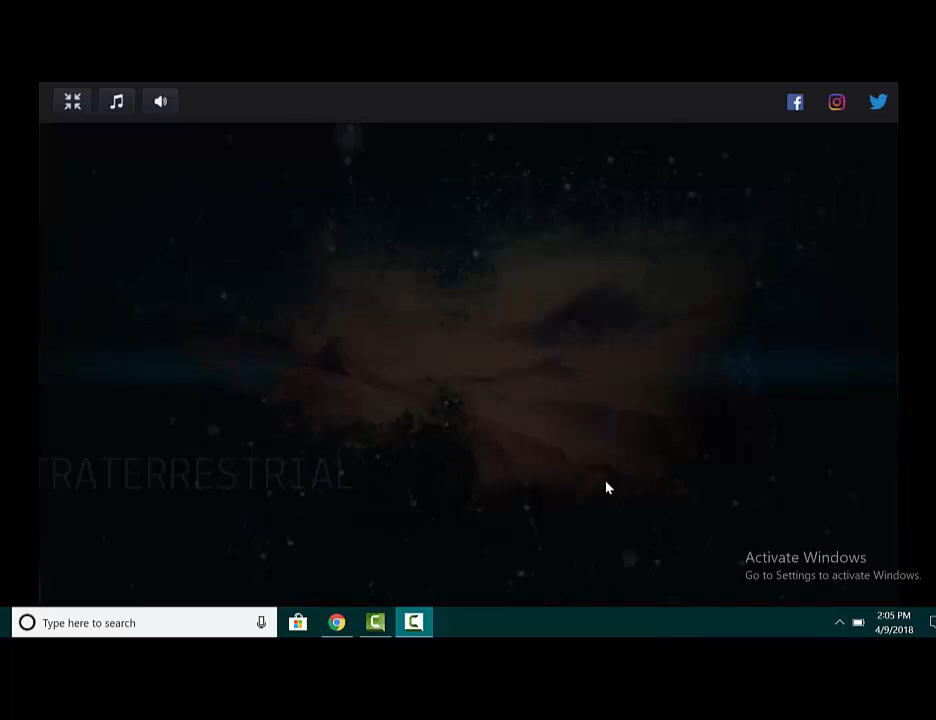 TRATERRESTRIAL
Activate Windows
Go to Settings to activate Windows.
Type here to search
2:05 PM
4/9/2018